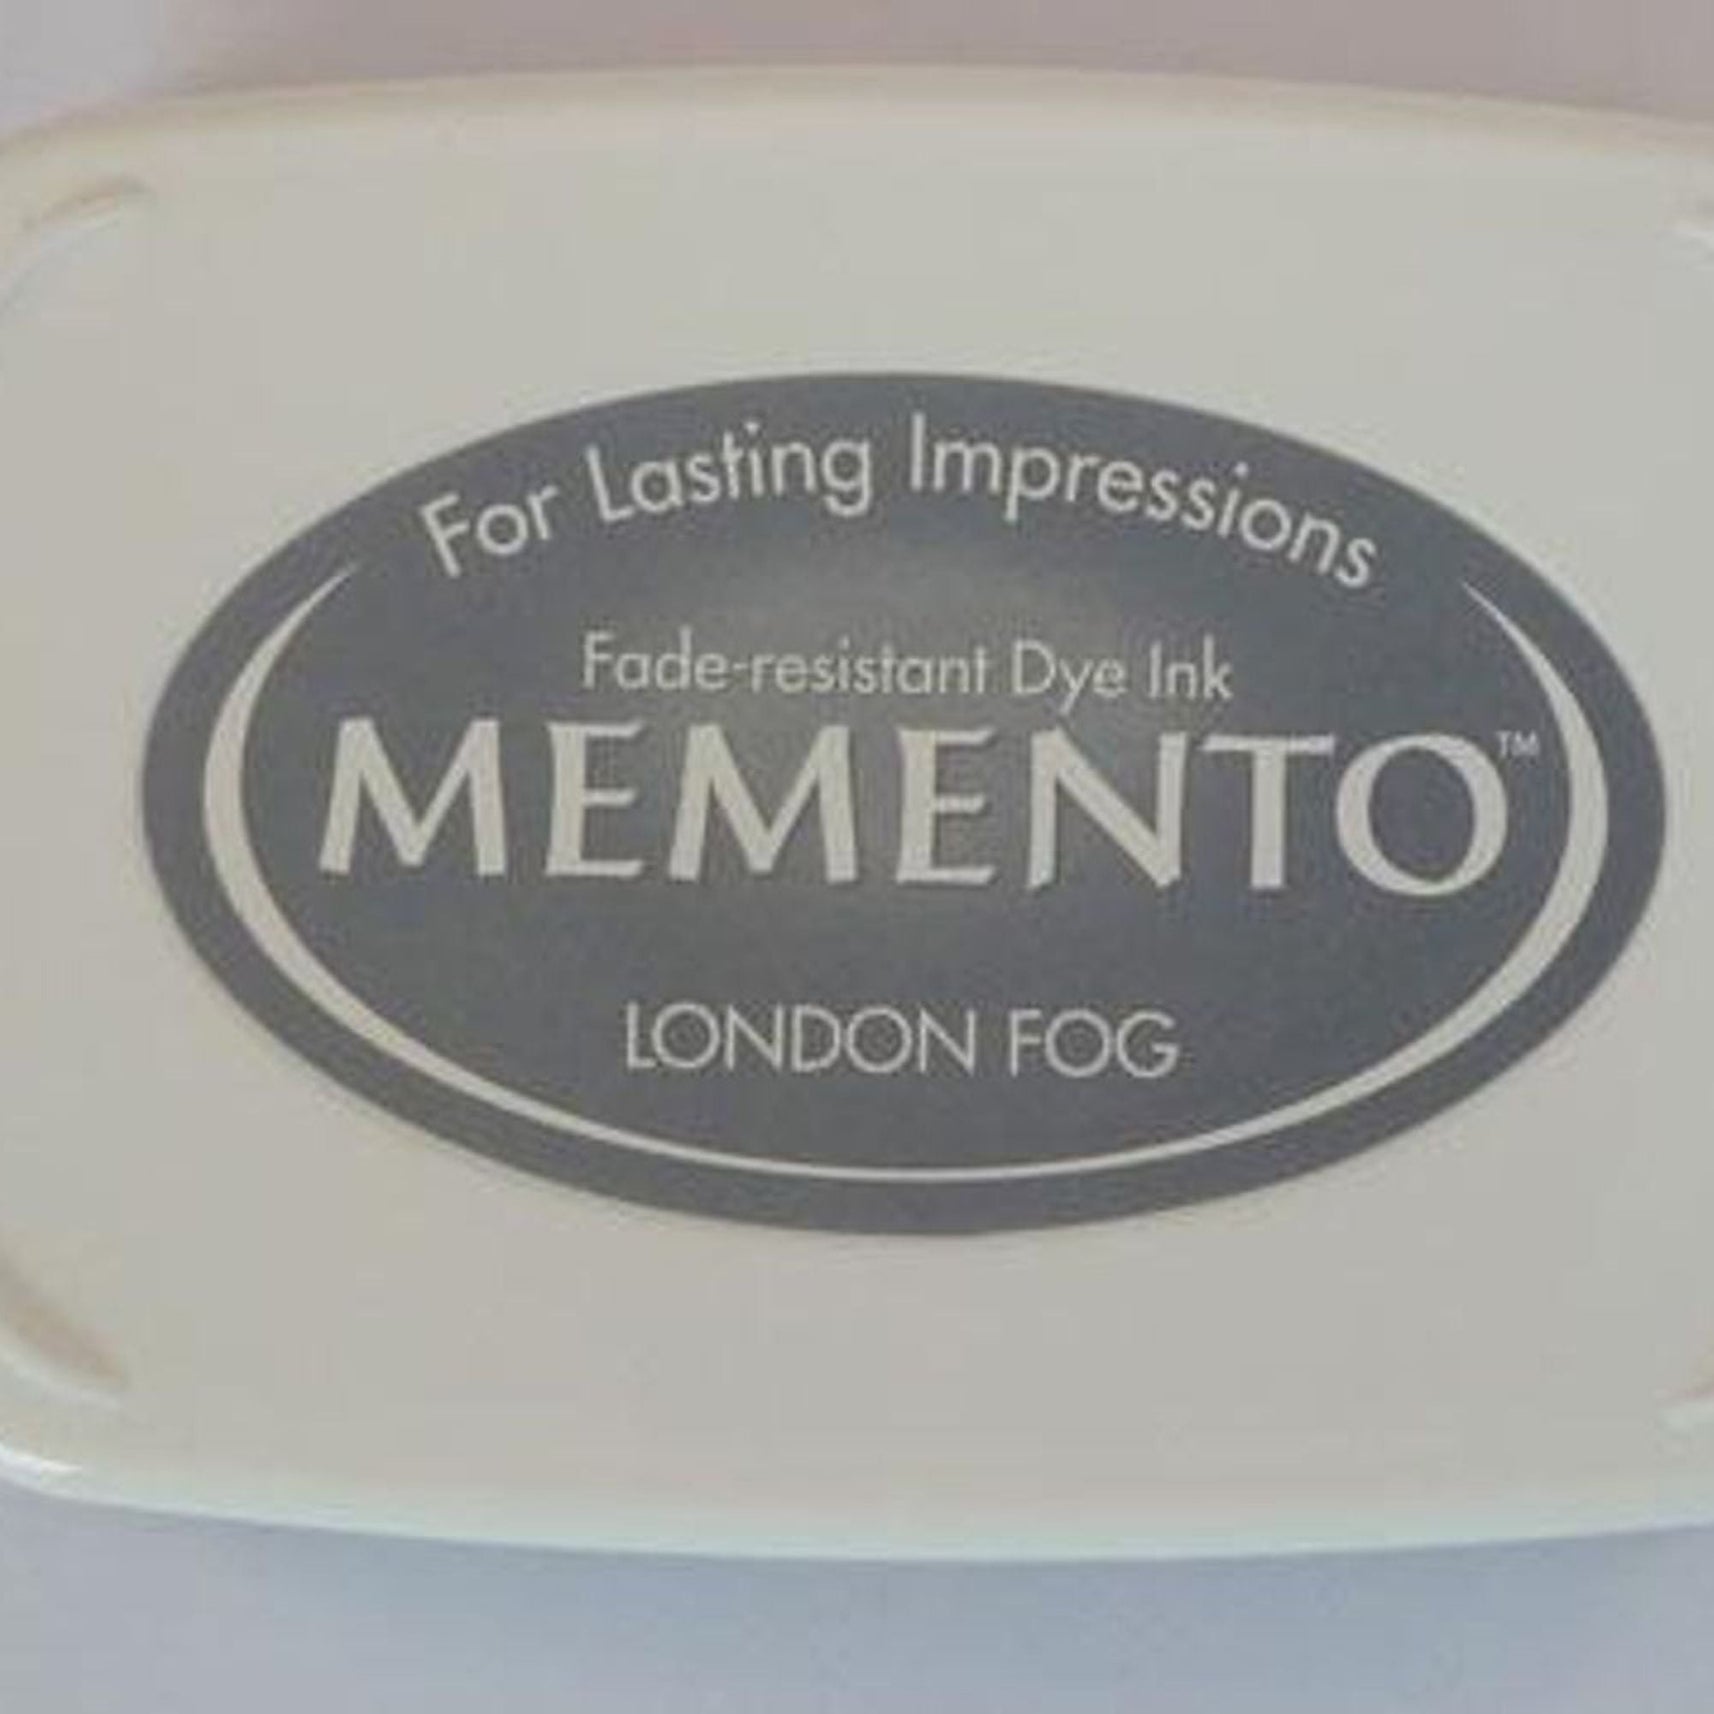 For Lasting Impressions
Fade-resistant Dye Ink
MEMENTO™
LONDON FOG